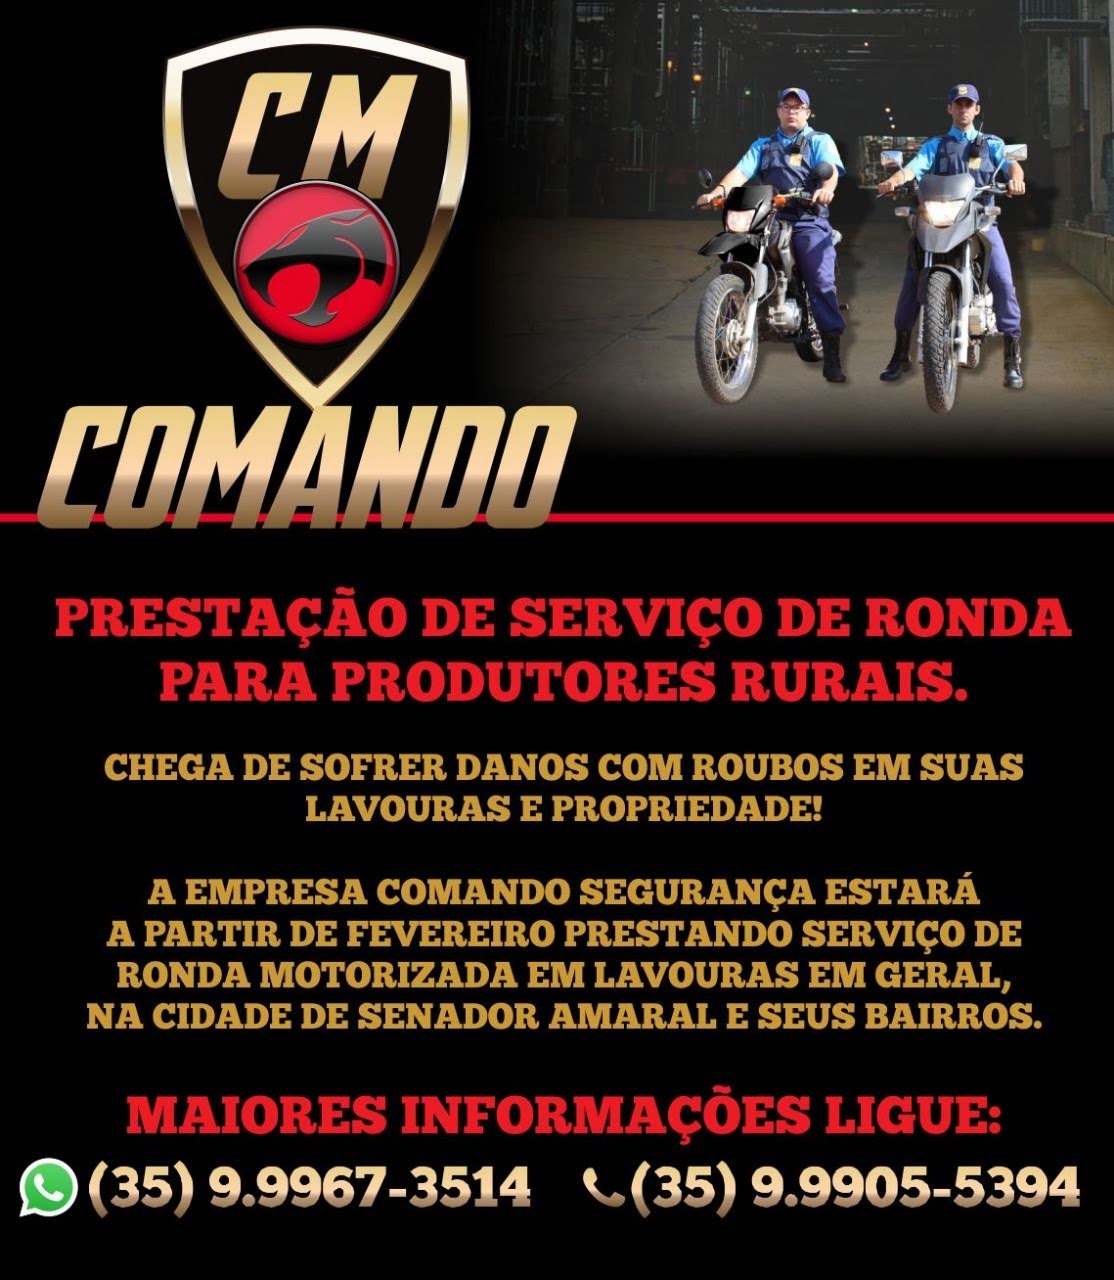 CM
COMANDO
PRESTAÇÃO DE SERVIÇO DE RONDA
PARA PRODUTORES RURAIS.
CHEGA DE SOFRER DANOS COM ROUBOS EM SUAS
LAVOURAS E PROPRIEDADE!
A EMPRESA COMANDO SEGURANÇA ESTARÁ
A PARTIR DE FEVEREIRO PRESTANDO SERVIÇO DE
RONDA MOTORIZADA EM LAVOURAS EM GERAL,
NA CIDADE DE SENADOR AMARAL E SEUS BAIRROS.
MAIORES INFORMAÇÕES LIGUE:
(35) 9.9967-3514 (35) 9.9905-5394